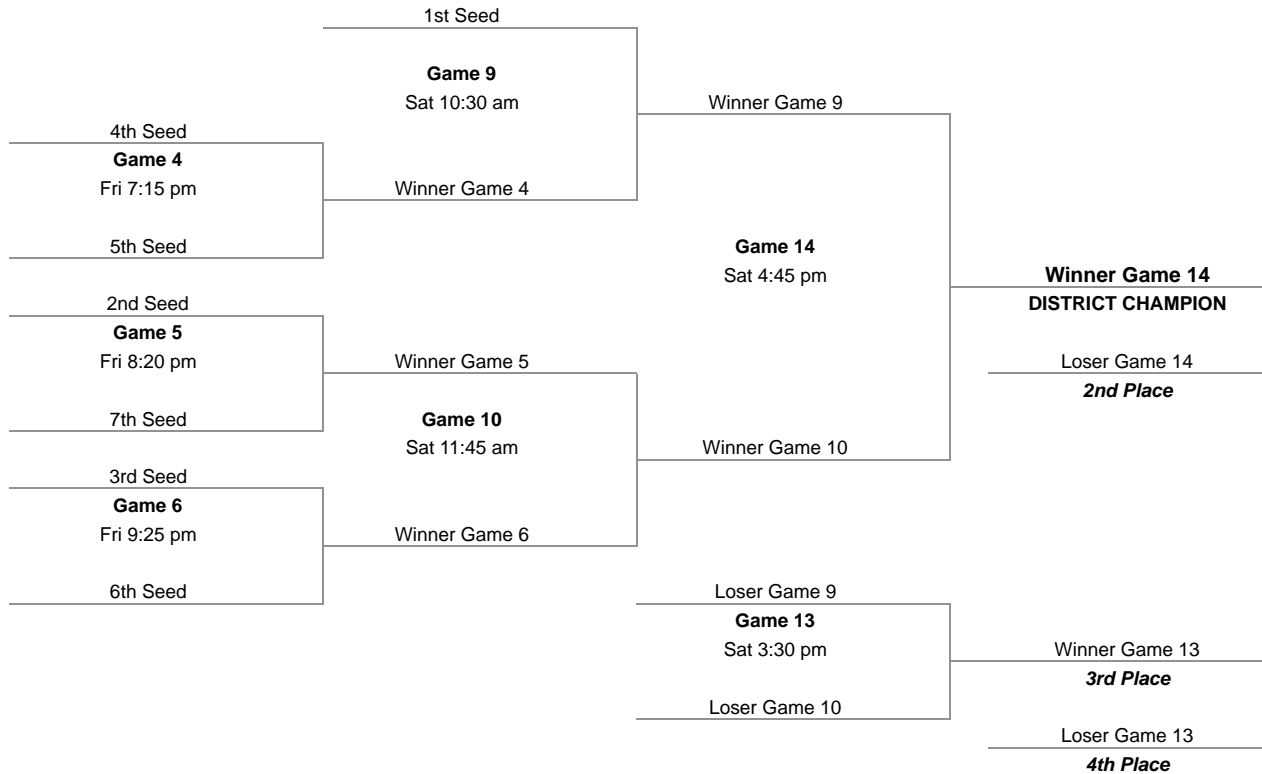 1st Seed
Game 9
Sat 10:30 am
Winner Game 9
4th Seed
Game 4
Fri 7:15 pm
Winner Game 4
5th Seed
Game 14
Sat 4:45 pm
Winner Game 14
DISTRICT CHAMPION
2nd Seed
Game 5
Fri 8:20 pm
Winner Game 5
Loser Game 14
2nd Place
7th Seed
Game 10
Sat 11:45 am
Winner Game 10
3rd Seed
Game 6
Fri 9:25 pm
Winner Game 6
6th Seed
Loser Game 9
Game 13
Sat 3:30 pm
Winner Game 13
3rd Place
Loser Game 10
Loser Game 13
4th Place